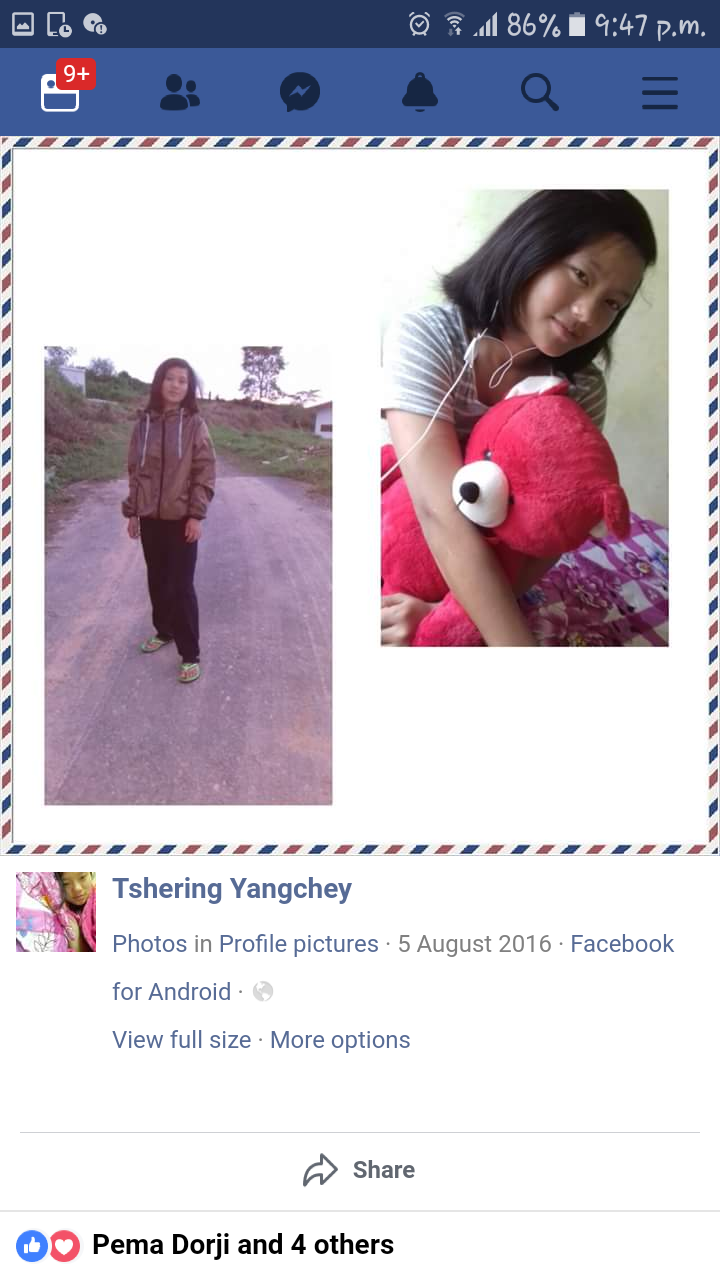 86% 9:47 p.m.
9+
Tshering Yangchey
Photos in Profile pictures · 5 August 2016 · Facebook
for Android ·
View full size · More options
Share
Pema Dorji and 4 others